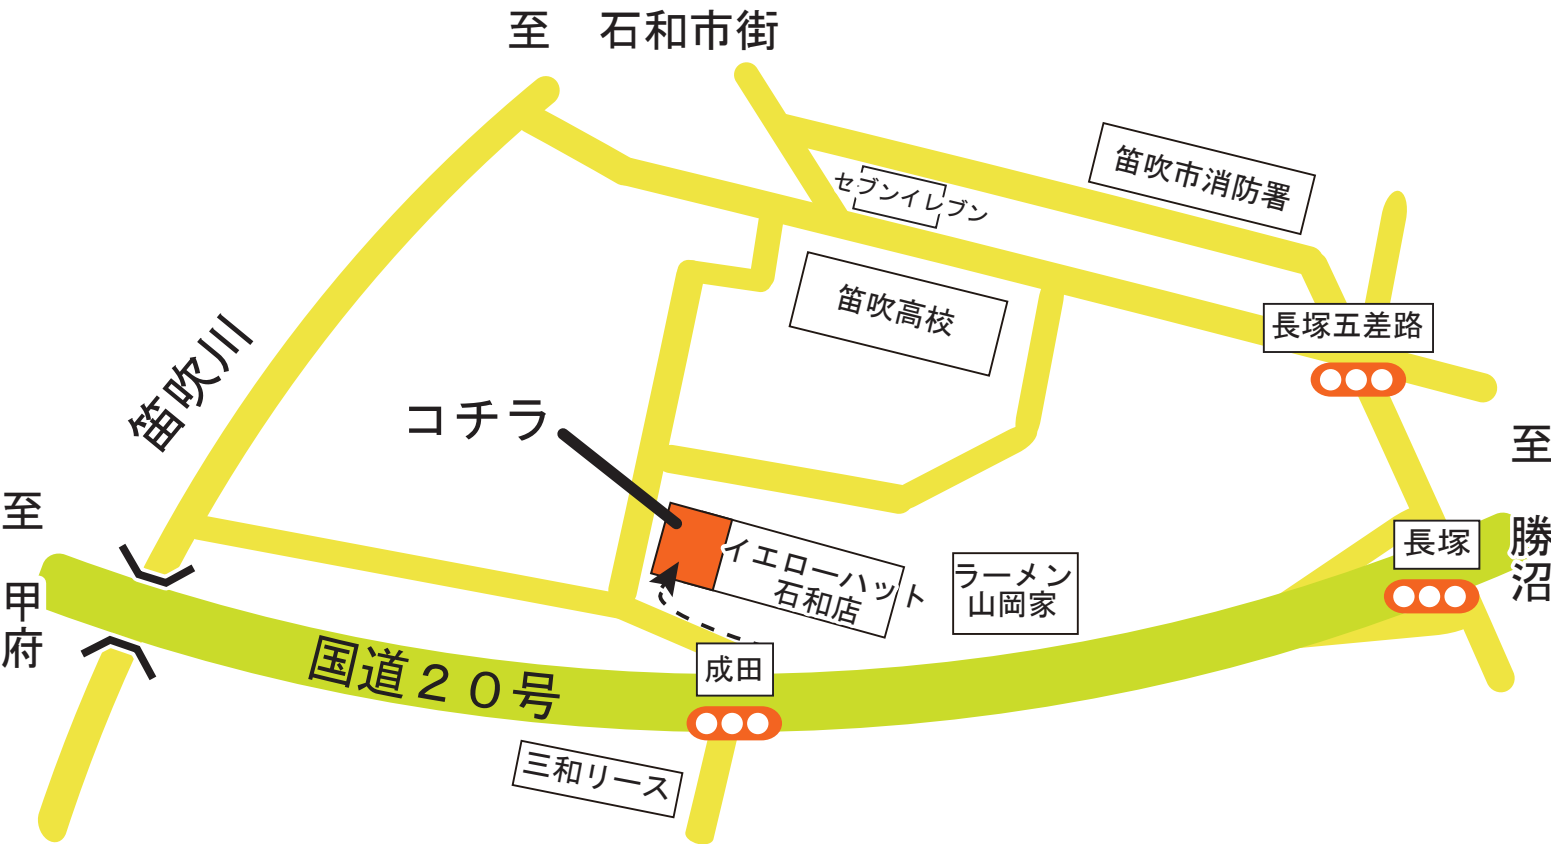 至　石和市街
笛吹市消防署
セブンイレブン
笛吹高校
長塚五差路
笛吹川
コチラ
至　勝沼
至　甲府
長塚
イエローハット
石和店
ラーメン
山岡家
国道２０号
成田
三和リース